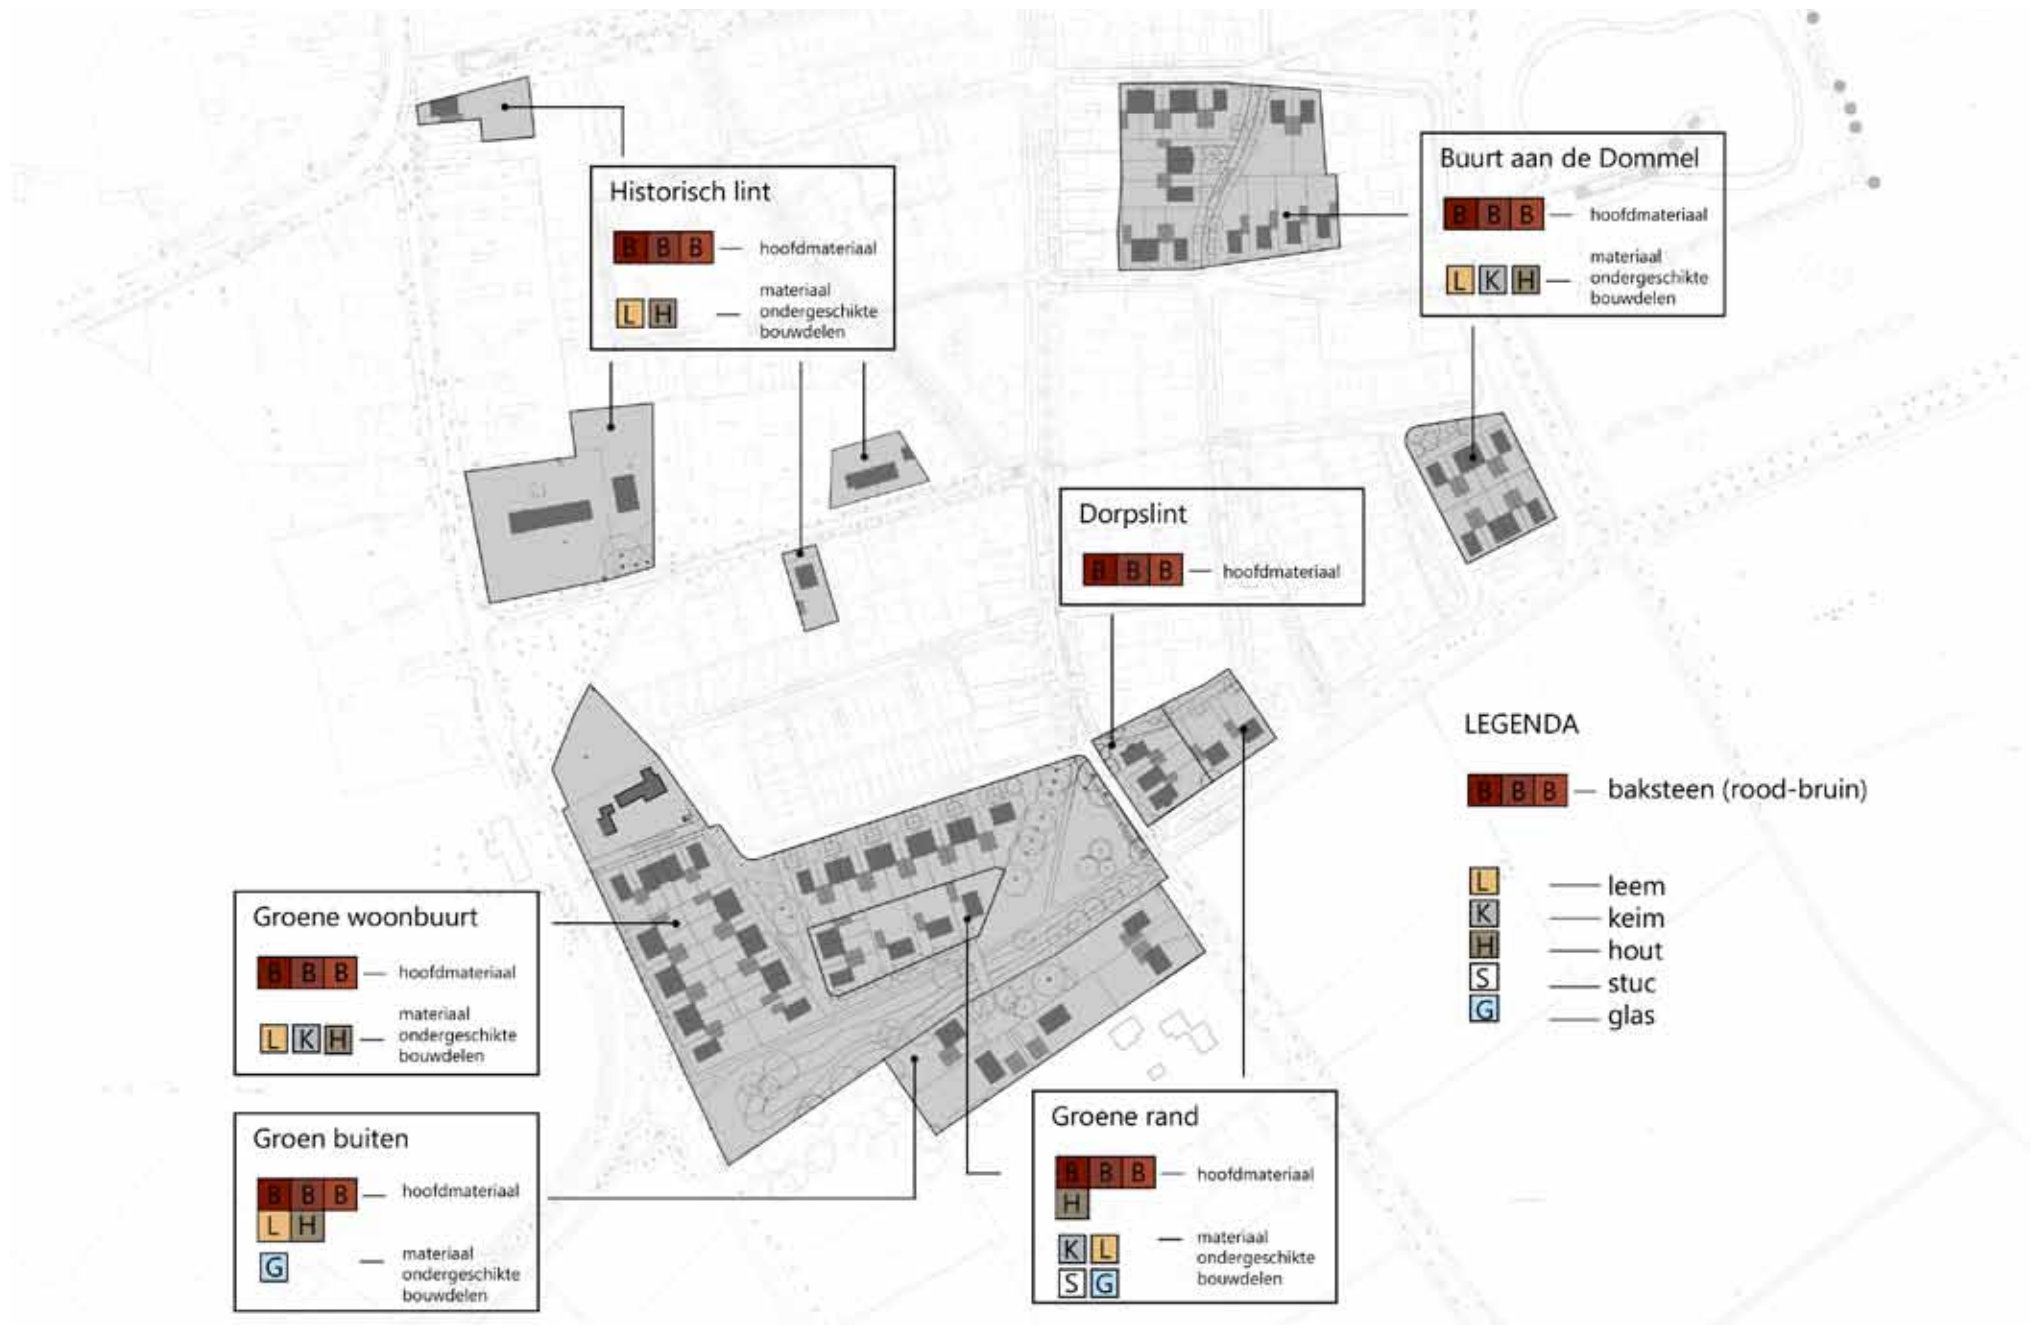 Historisch lint
B B B hoofdmateriaal
L H materiaal
ondergeschikte
bouwdelen
Buurt aan de Dommel
B B B hoofdmateriaal
L K H materiaal
ondergeschikte
bouwdelen
Dorpslint
B B B hoofdmateriaal
LEGENDA
B B B baksteen (rood-bruin)
L leem
K keim
H hout
S stuc
G glas
Groene woonbuurt
B B B hoofdmateriaal
L K H materiaal
ondergeschikte
bouwdelen
Groen buiten
B B B hoofdmateriaal
L H
G materiaal
ondergeschikte
bouwdelen
Groene rand
B B B hoofdmateriaal
H
K L materiaal
ondergeschikte
S G bouwdelen